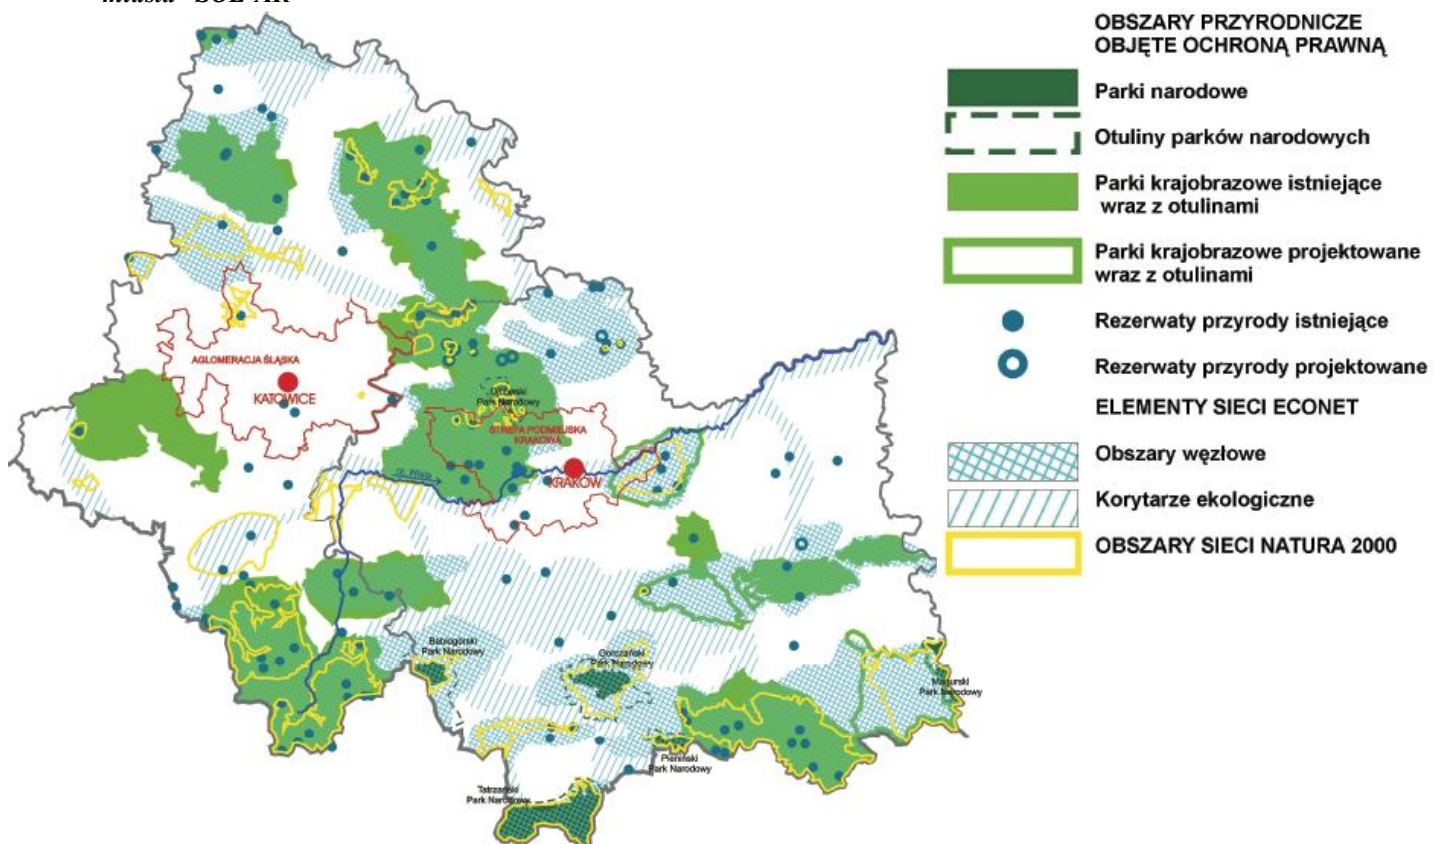 miasta "SOL-AR"
OBSZARY PRZYRODNICZE
OBJĘTE OCHRONĄ PRAWNĄ
Parki narodowe
Otuliny parków narodowych
Parki krajobrazowe istniejące
wraz z otulinami
Parki krajobrazowe projektowane
wraz z otulinami
Rezerwaty przyrody istniejące
Rezerwaty przyrody projektowane
ELEMENTY SIECI ECONET
Obszary węzłowe
Korytarze ekologiczne
OBSZARY SIECI NATURA 2000
AGLOMERACJA ŚLĄSKA
KATOWICE
Ojcowski
Park Narodowy
STREFA PODMIEJSKA
KRAKOWA
KRAKÓW
rz. Wisła
Babiogórski
Park Narodowy
Gorczański
Park Narodowy
Magurski
Park Narodowy
Pieniński
Park Narodowy
Tatrzański
Park Narodowy